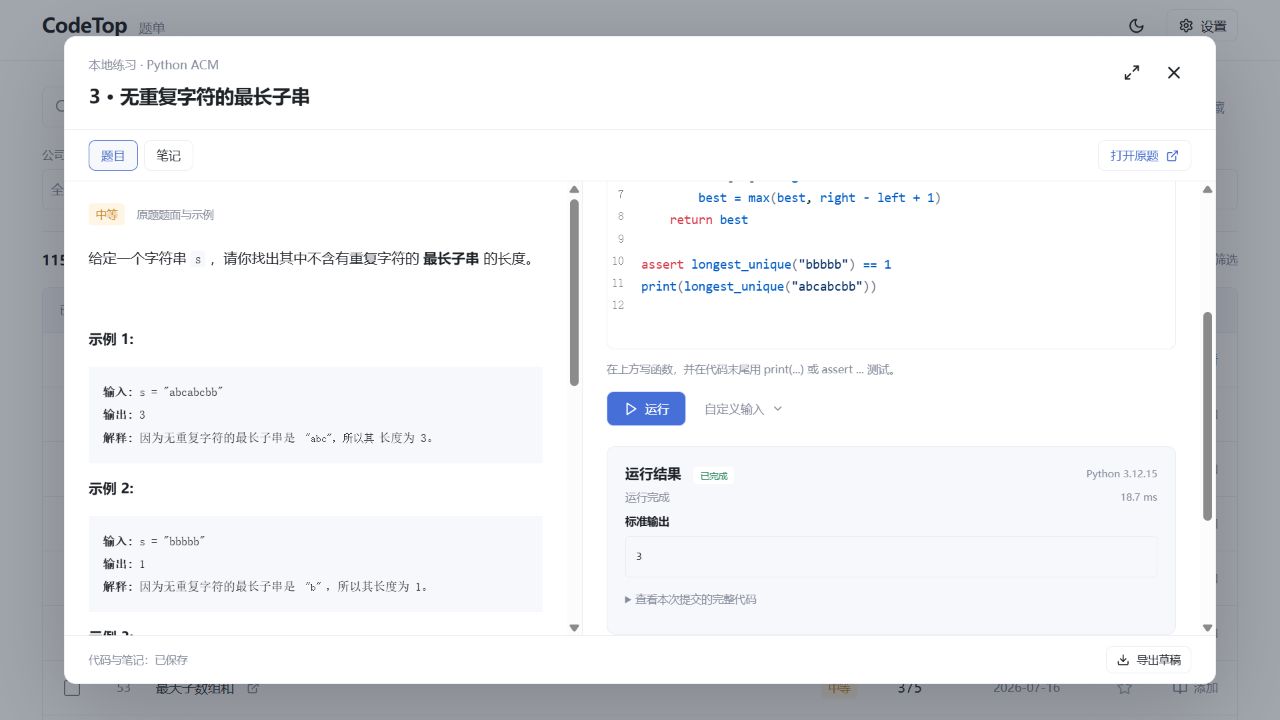 CodeTop 题单
设置
本地练习 · Python ACM
3 • 无重复字符的最长子串
题目
笔记
打开原题
公司
全
115
筛选
中等 原题题面与示例
给定一个字符串 s ，请你找出其中不含有重复字符的 最长子串 的长度。
示例 1:
输入: s = "abcabcbb"
输出: 3
解释: 因为无重复字符的最长子串是 "abc"，所以其 长度为 3。
示例 2:
输入: s = "bbbbb"
输出: 1
解释: 因为无重复字符的最长子串是 "b"，所以其长度为 1。
7 best = max(best, right - left + 1)
8 return best
9
10 assert longest_unique("bbbbb") == 1
11 print(longest_unique("abcabcbb"))
12
在上方写函数，并在代码末尾用 print(...) 或 assert ... 测试。
运行
自定义输入
运行结果 已完成 Python 3.12.15
运行完成 18.7 ms
标准输出
3
查看本次提交的完整代码
代码与笔记：已保存
导出草稿
53 最大子数组和 中等 375 2026-07-16 添加